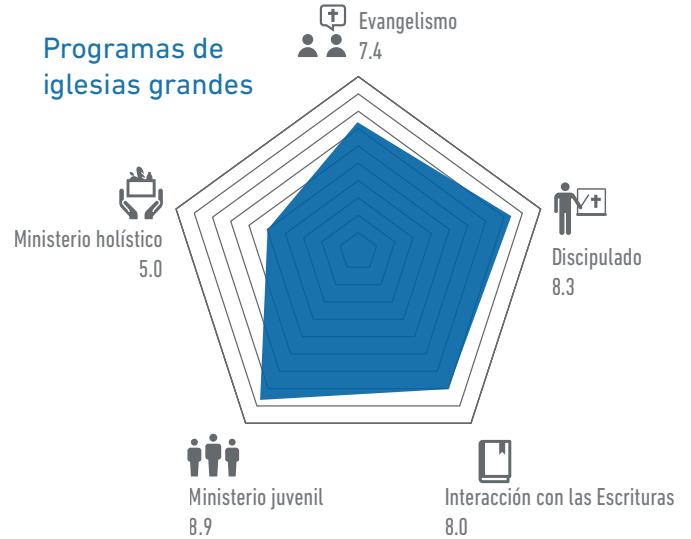 Programas de
iglesias grandes
Evangelismo
7.4
Discipulado
8.3
Interacción con las Escrituras
8.0
Ministerio juvenil
8.9
Ministerio holístico
5.0